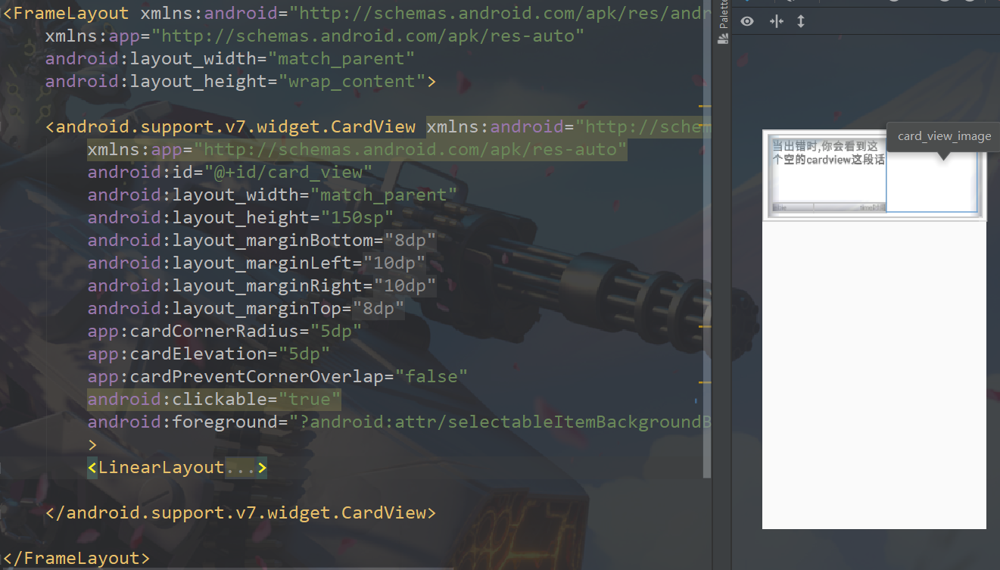 <FrameLayout xmlns:android="http://schemas.android.com/apk/res/andr
xmlns:app="http://schemas.android.com/apk/res-auto"
android:layout_width="match_parent"
android:layout_height="wrap_content">
<android.support.v7.widget.CardView xmlns:android="http://schem
xmlns:app="http://schemas.android.com/apk/res-auto"
android:id="@+id/card_view"
android:layout_width="match_parent"
android:layout_height="150sp"
android:layout_marginBottom="8dp"
android:layout_marginLeft="10dp"
android:layout_marginRight="10dp"
android:layout_marginTop="8dp"
app:cardCornerRadius="5dp"
app:cardElevation="5dp"
app:cardPreventCornerOverlap="false"
android:clickable="true"
android:foreground="?android:attr/selectableItemBackgroundB
>
<LinearLayout...>
</android.support.v7.widget.CardView>
</FrameLayout>
Palette
card_view_image
当出错时,你会看到这
个空的cardview这段话